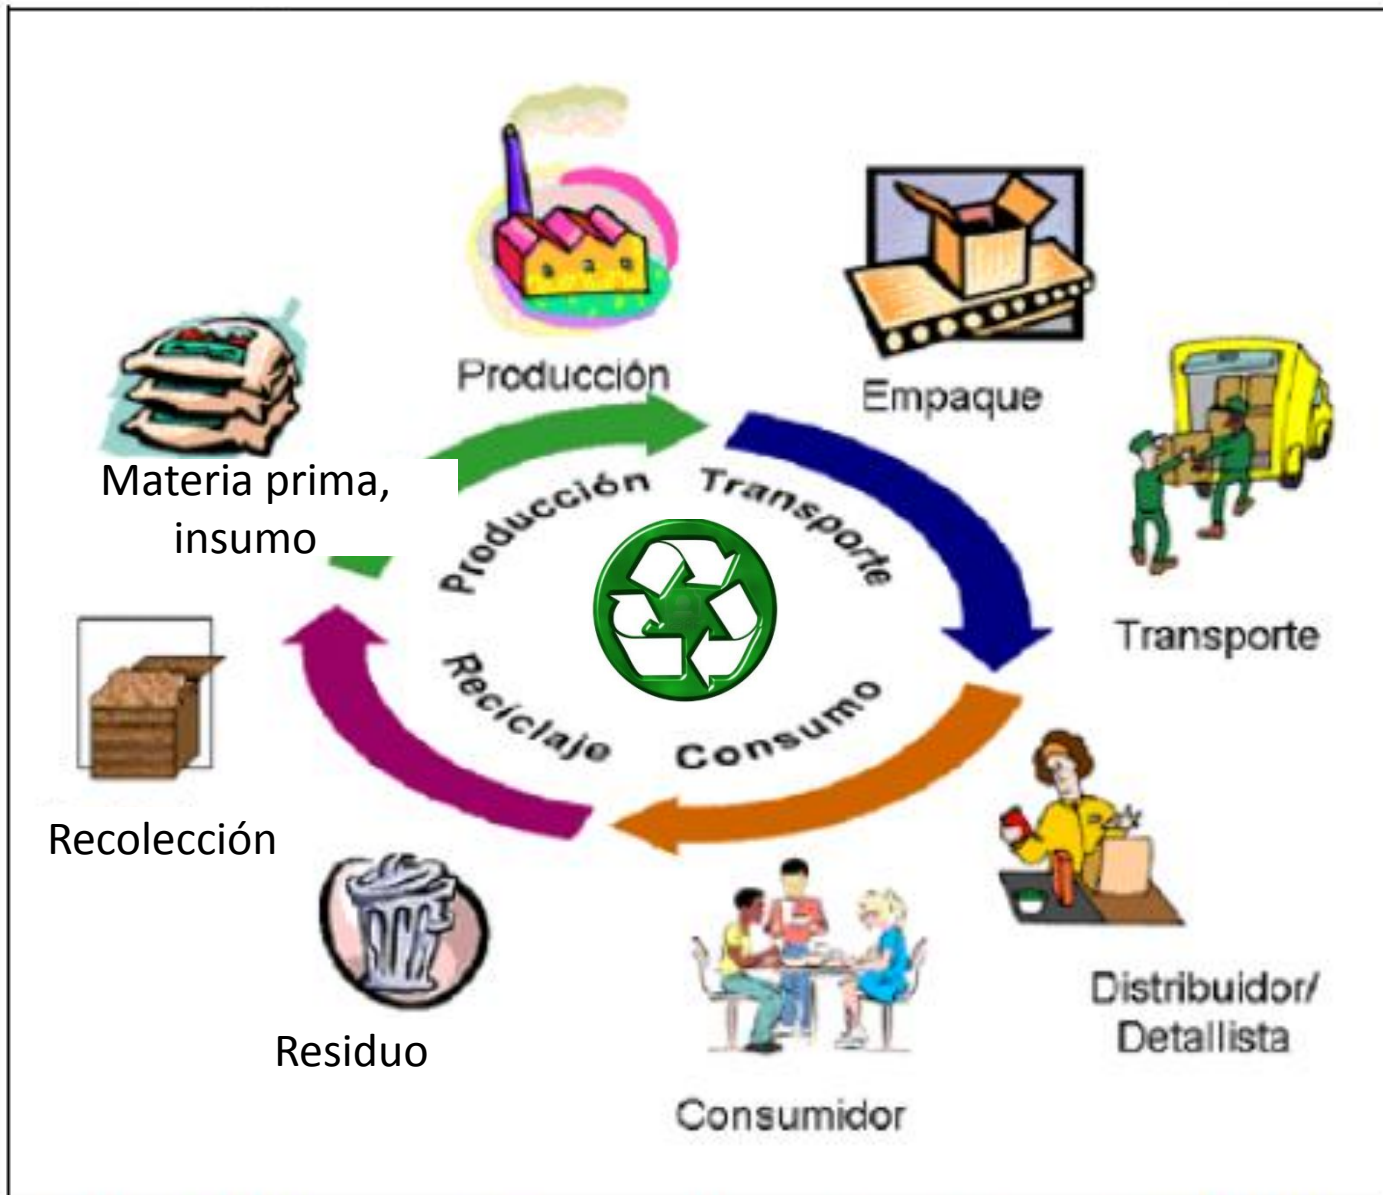 Producción
Empaque
Materia prima,
insumo
Producción
Transporte
Transporte
Recolección
Reciclaje
Consumo
Residuo
Distribuidor/
Detallista
Consumidor